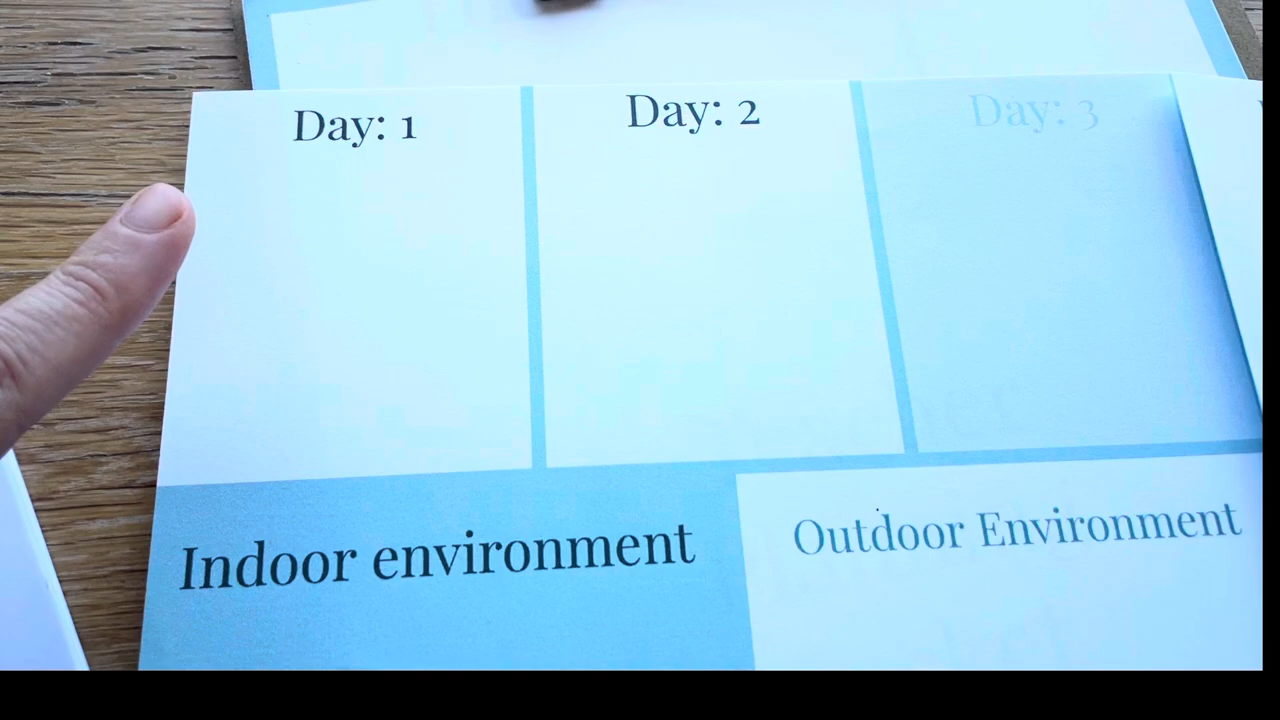 Day: 1
Day: 2
Day: 3
Indoor environment
Outdoor Environment